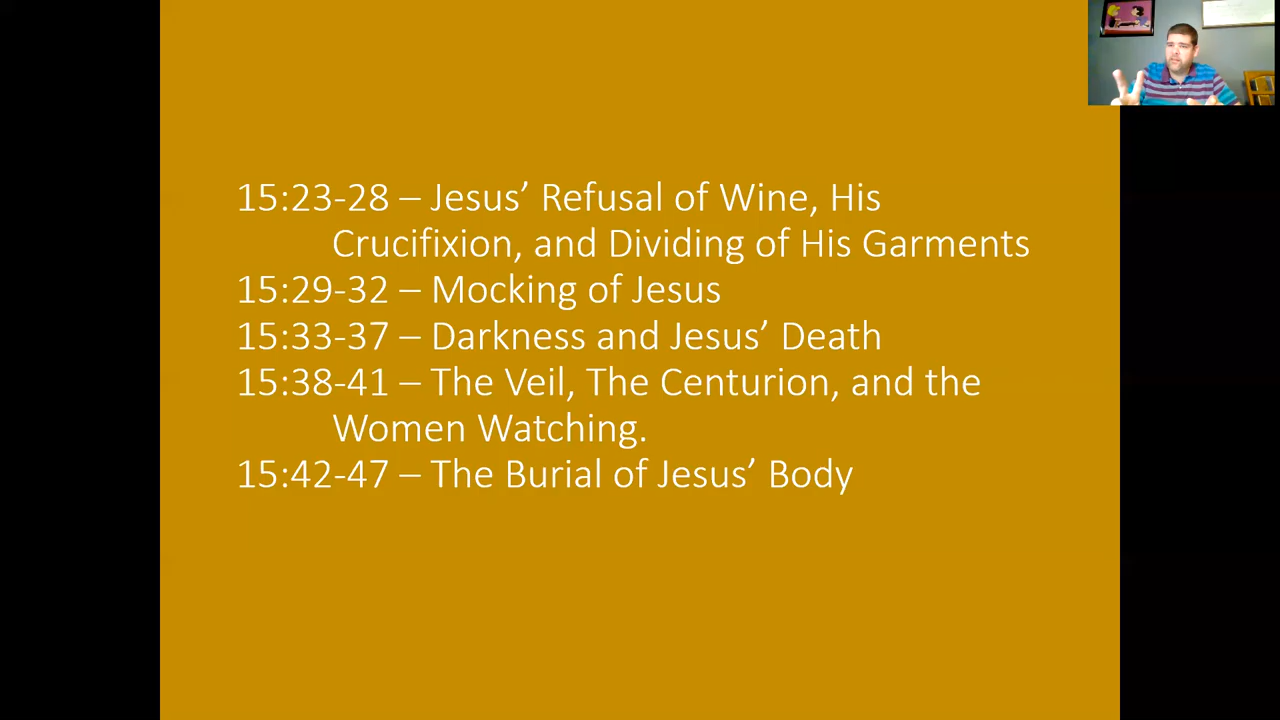 15:23-28 – Jesus’ Refusal of Wine, His
Crucifixion, and Dividing of His Garments
15:29-32 – Mocking of Jesus
15:33-37 – Darkness and Jesus’ Death
15:38-41 – The Veil, The Centurion, and the
Women Watching.
15:42-47 – The Burial of Jesus’ Body